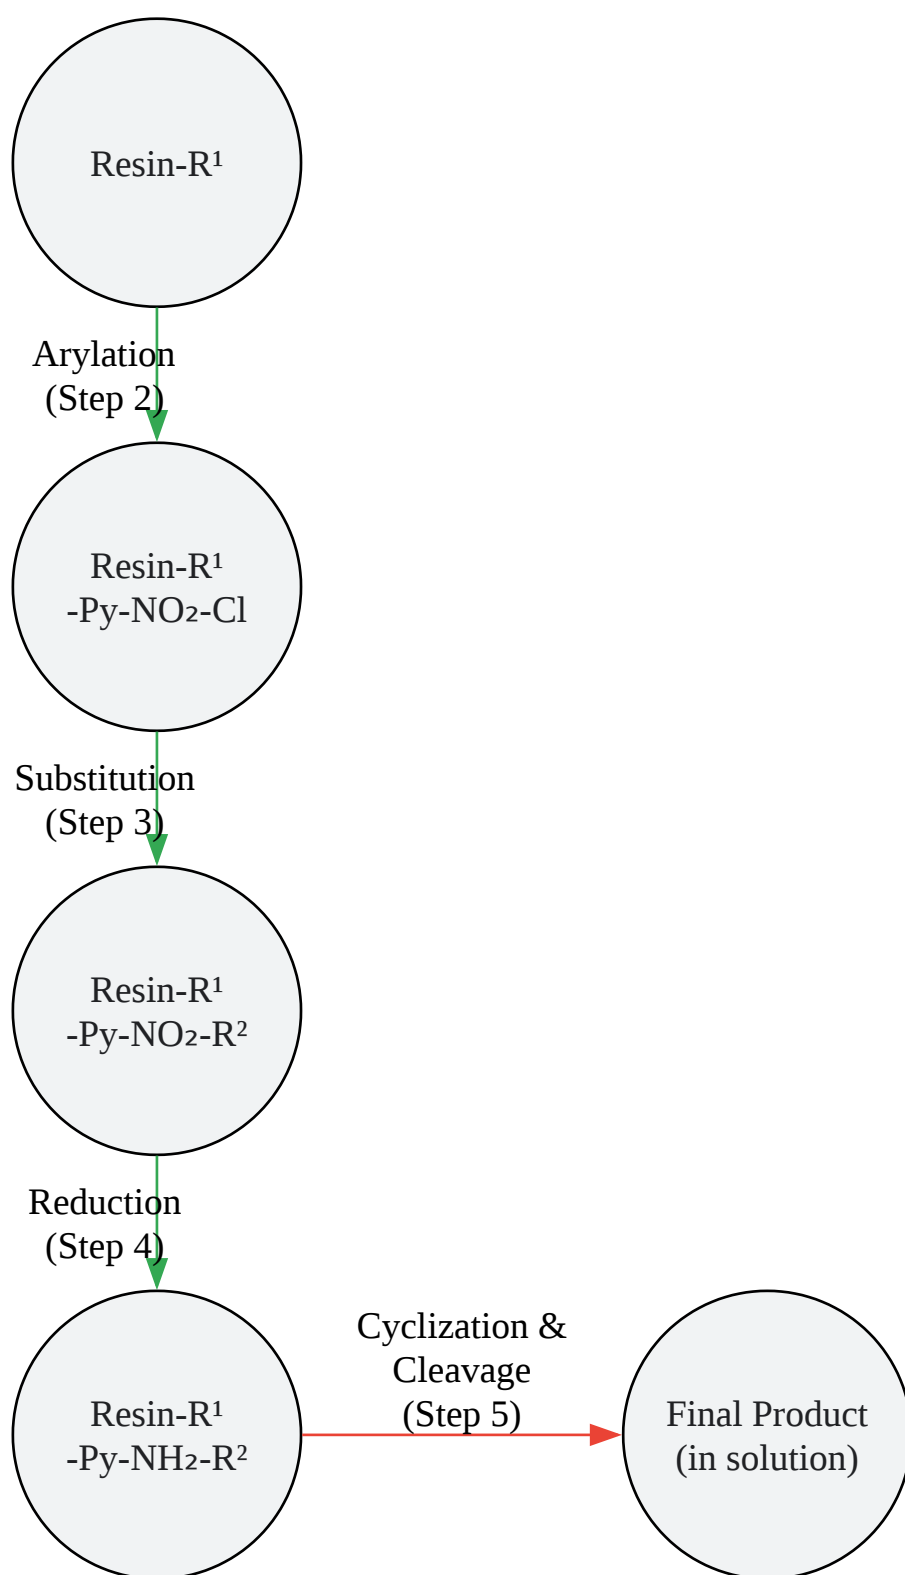 Resin-R¹
Arylation
(Step 2)
Resin-R¹
-Py-NO₂-Cl
Substitution
(Step 3)
Resin-R¹
-Py-NO₂-R²
Reduction
(Step 4)
Resin-R¹
-Py-NH₂-R²
Cyclization &
Cleavage
(Step 5)
Final Product
(in solution)